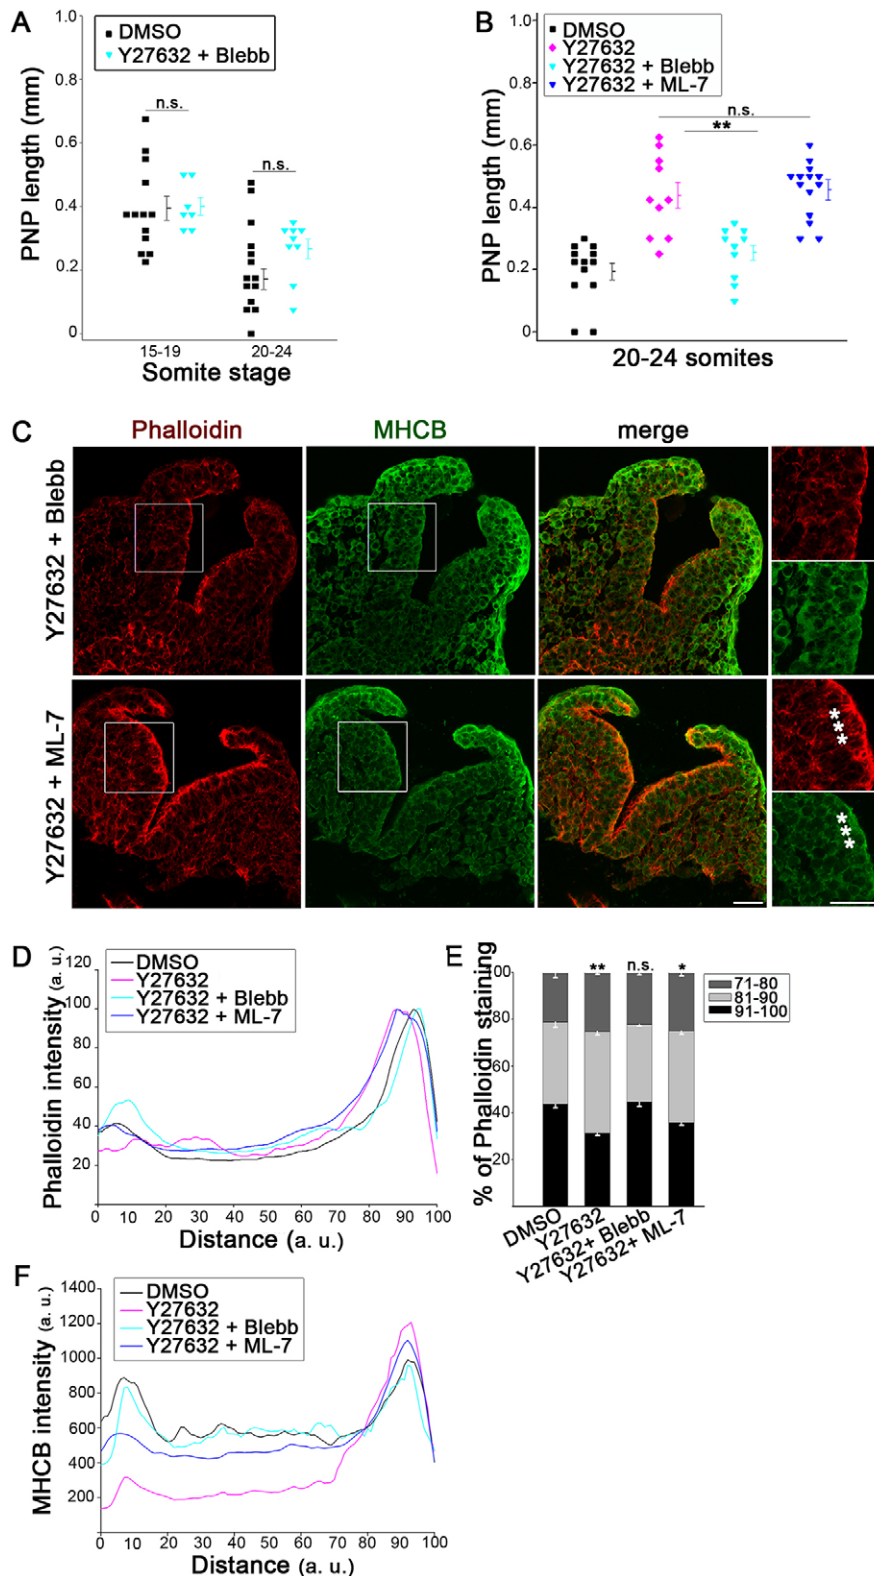 A
DMSO
Y27632 + Blebb
PNP length (mm)
1.0
0.8
0.6
0.4
0.2
0
n.s.
n.s.
15-19
20-24
Somite stage
B
DMSO
Y27632
Y27632 + Blebb
Y27632 + ML-7
PNP length (mm)
1.0
0.8
0.6
0.4
0.2
0
n.s.
**
20-24 somites
C
Phalloidin
MHCB
merge
Y27632 + Blebb
Y27632 + ML-7
***
***
D
DMSO
Y27632
Y27632 + Blebb
Y27632 + ML-7
Phalloidin intensity (a. u.)
120
100
80
60
40
20
0 10 20 30 40 50 60 70 80 90 100
Distance (a. u.)
E
** n.s. *
71-80
81-90
91-100
% of Phalloidin staining
100
80
60
40
20
DMSO
Y27632
Y27632+ Blebb
Y27632+ ML-7
F
DMSO
Y27632
Y27632 + Blebb
Y27632 + ML-7
MHCB intensity (a. u.)
1400
1200
1000
800
600
400
200
0 10 20 30 40 50 60 70 80 90 100
Distance (a. u.)